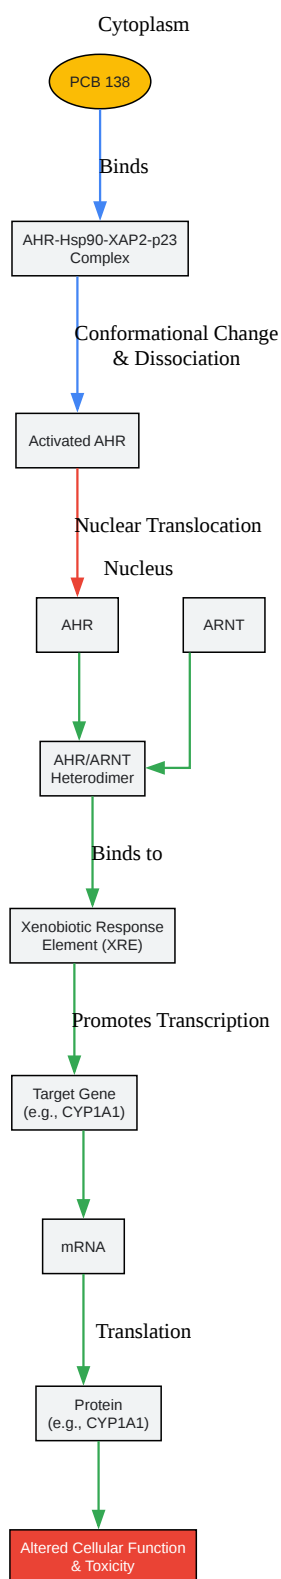 Cytoplasm
PCB 138
Binds
AHR-Hsp90-XAP2-p23
Complex
Conformational Change
& Dissociation
Activated AHR
Nuclear Translocation
Nucleus
AHR
ARNT
AHR/ARNT
Heterodimer
Binds to
Xenobiotic Response
Element (XRE)
Promotes Transcription
Target Gene
(e.g., CYP1A1)
mRNA
Translation
Protein
(e.g., CYP1A1)
Altered Cellular Function
& Toxicity